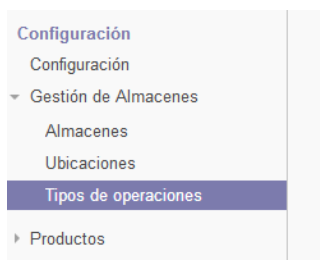 Configuración
Configuración
Gestión de Almacenes
Almacenes
Ubicaciones
Tipos de operaciones
Productos